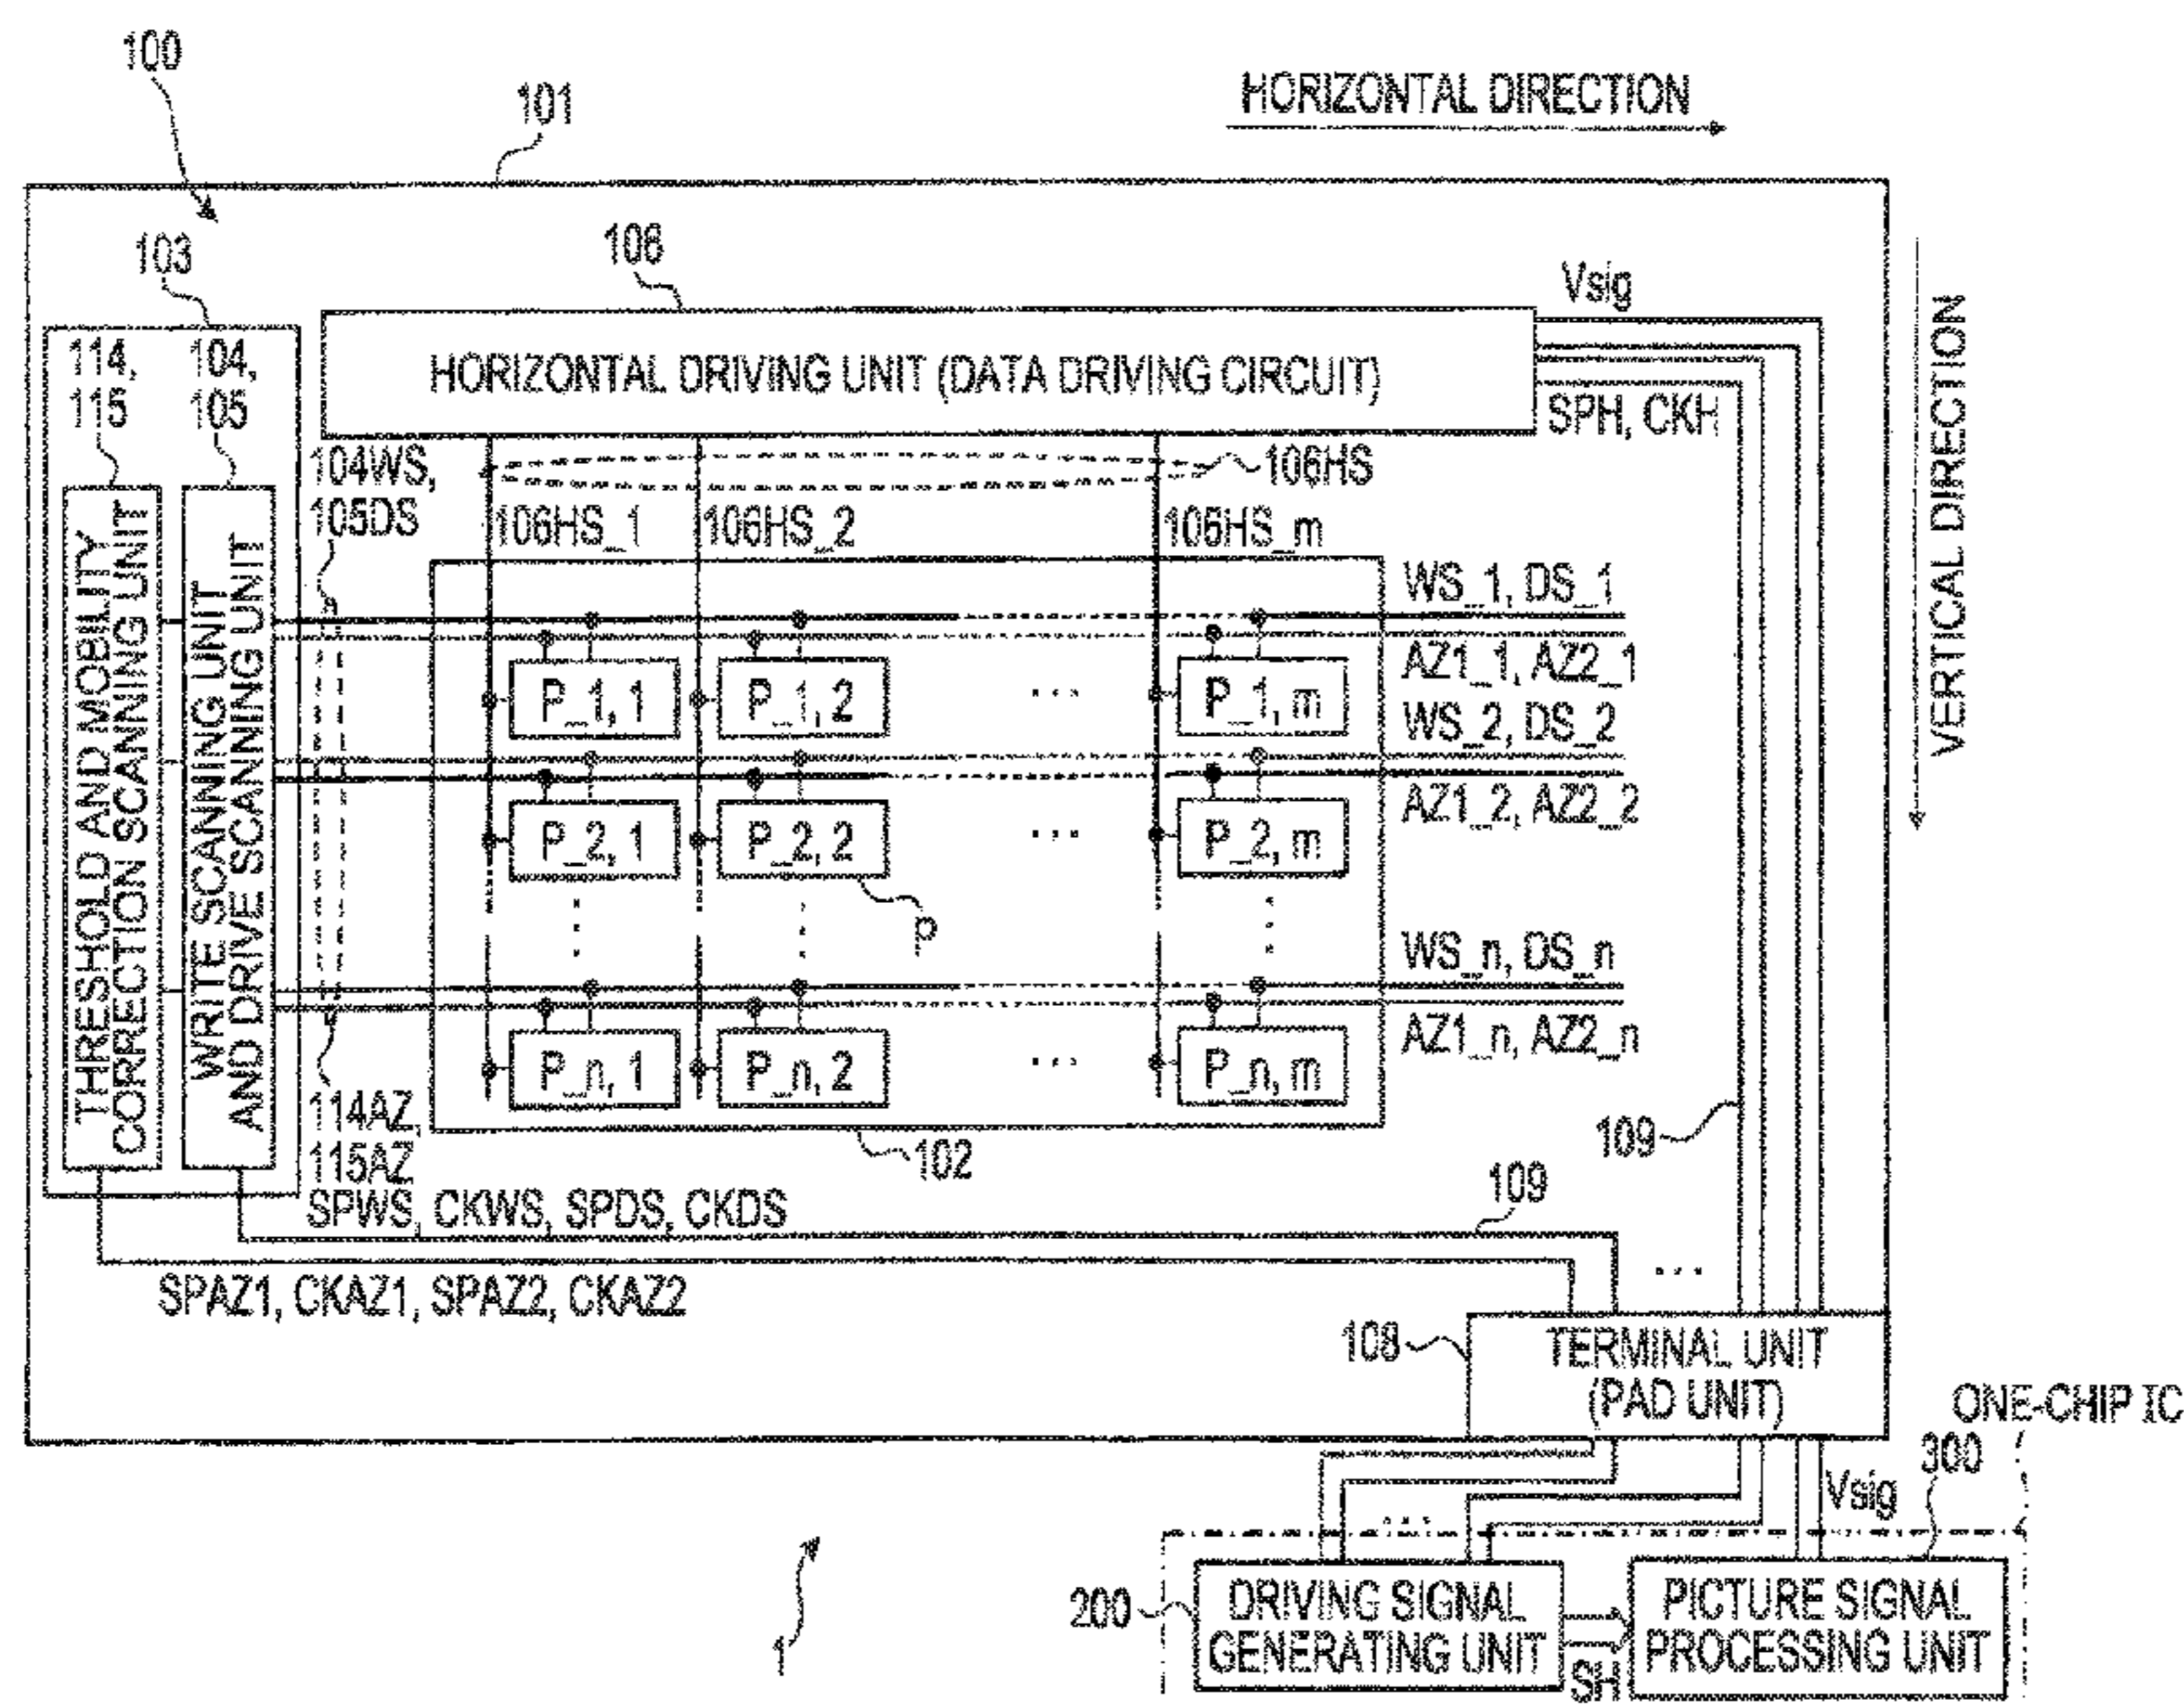 100
101
HORIZONTAL DIRECTION
103
106
Vsig
114,
115
104,
105
HORIZONTAL DRIVING UNIT (DATA DRIVING CIRCUIT)
SPH, CKH
VERTICAL DIRECTION
104WS,
105DS
106HS
106HS_1
106HS_2
106HS_m
THRESHOLD AND MOBILITY
CORRECTION SCANNING UNIT
WRITE SCANNING UNIT
AND DRIVE SCANNING UNIT
WS_1, DS_1
AZ1_1, AZ2_1
P_1, 1
P_1, 2
...
P_1, m
WS_2, DS_2
AZ1_2, AZ2_2
P_2, 1
P_2, 2
...
P_2, m
P
WS_n, DS_n
AZ1_n, AZ2_n
P_n, 1
P_n, 2
...
P_n, m
114AZ,
115AZ
102
109
109
SPWS, CKWS, SPDS, CKDS
SPAZ1, CKAZ1, SPAZ2, CKAZ2
...
108
TERMINAL UNIT
(PAD UNIT)
ONE-CHIP IC
300
Vsig
...
1
200
DRIVING SIGNAL
GENERATING UNIT
SH
PICTURE SIGNAL
PROCESSING UNIT